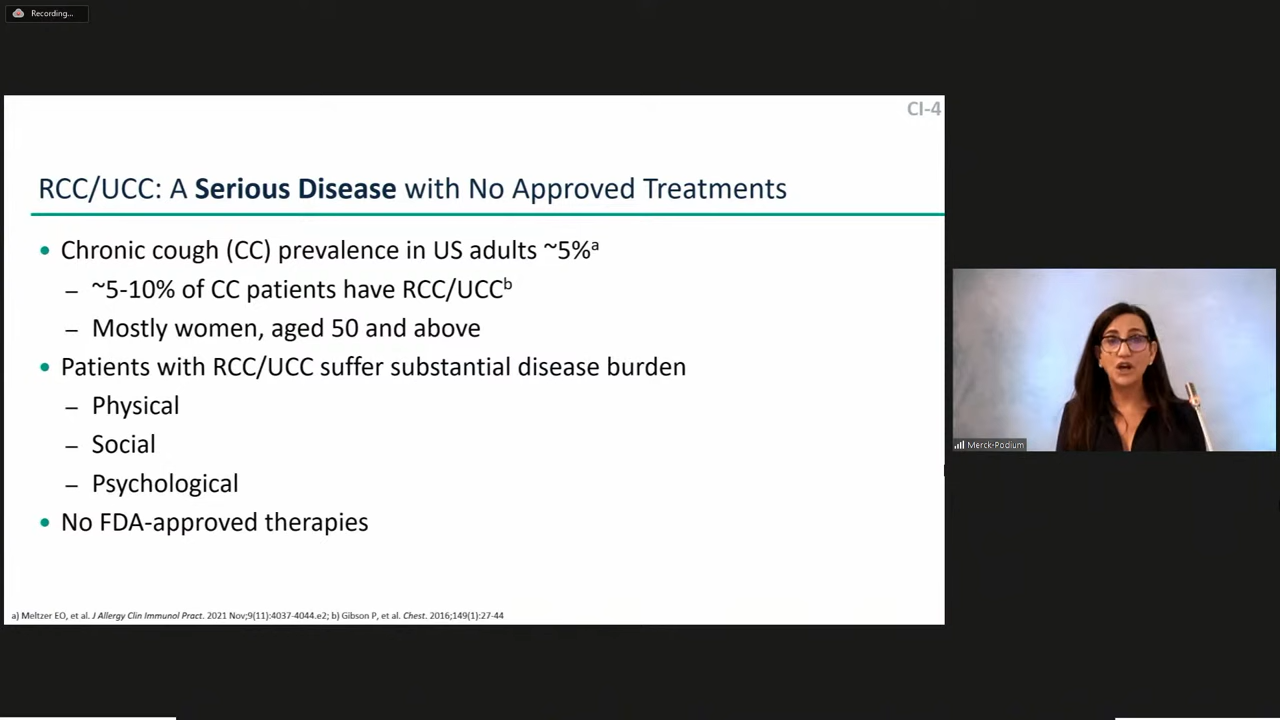 Recording...
CI-4
RCC/UCC: A Serious Disease with No Approved Treatments
• Chronic cough (CC) prevalence in US adults ~5%ᵃ
– ~5-10% of CC patients have RCC/UCCᵇ
– Mostly women, aged 50 and above
• Patients with RCC/UCC suffer substantial disease burden
– Physical
– Social
– Psychological
• No FDA-approved therapies
a) Meltzer EO, et al. J Allergy Clin Immunol Pract. 2021 Nov;9(11):4037-4044.e2; b) Gibson P, et al. Chest. 2016;149(1):27-44
Merck-Podium